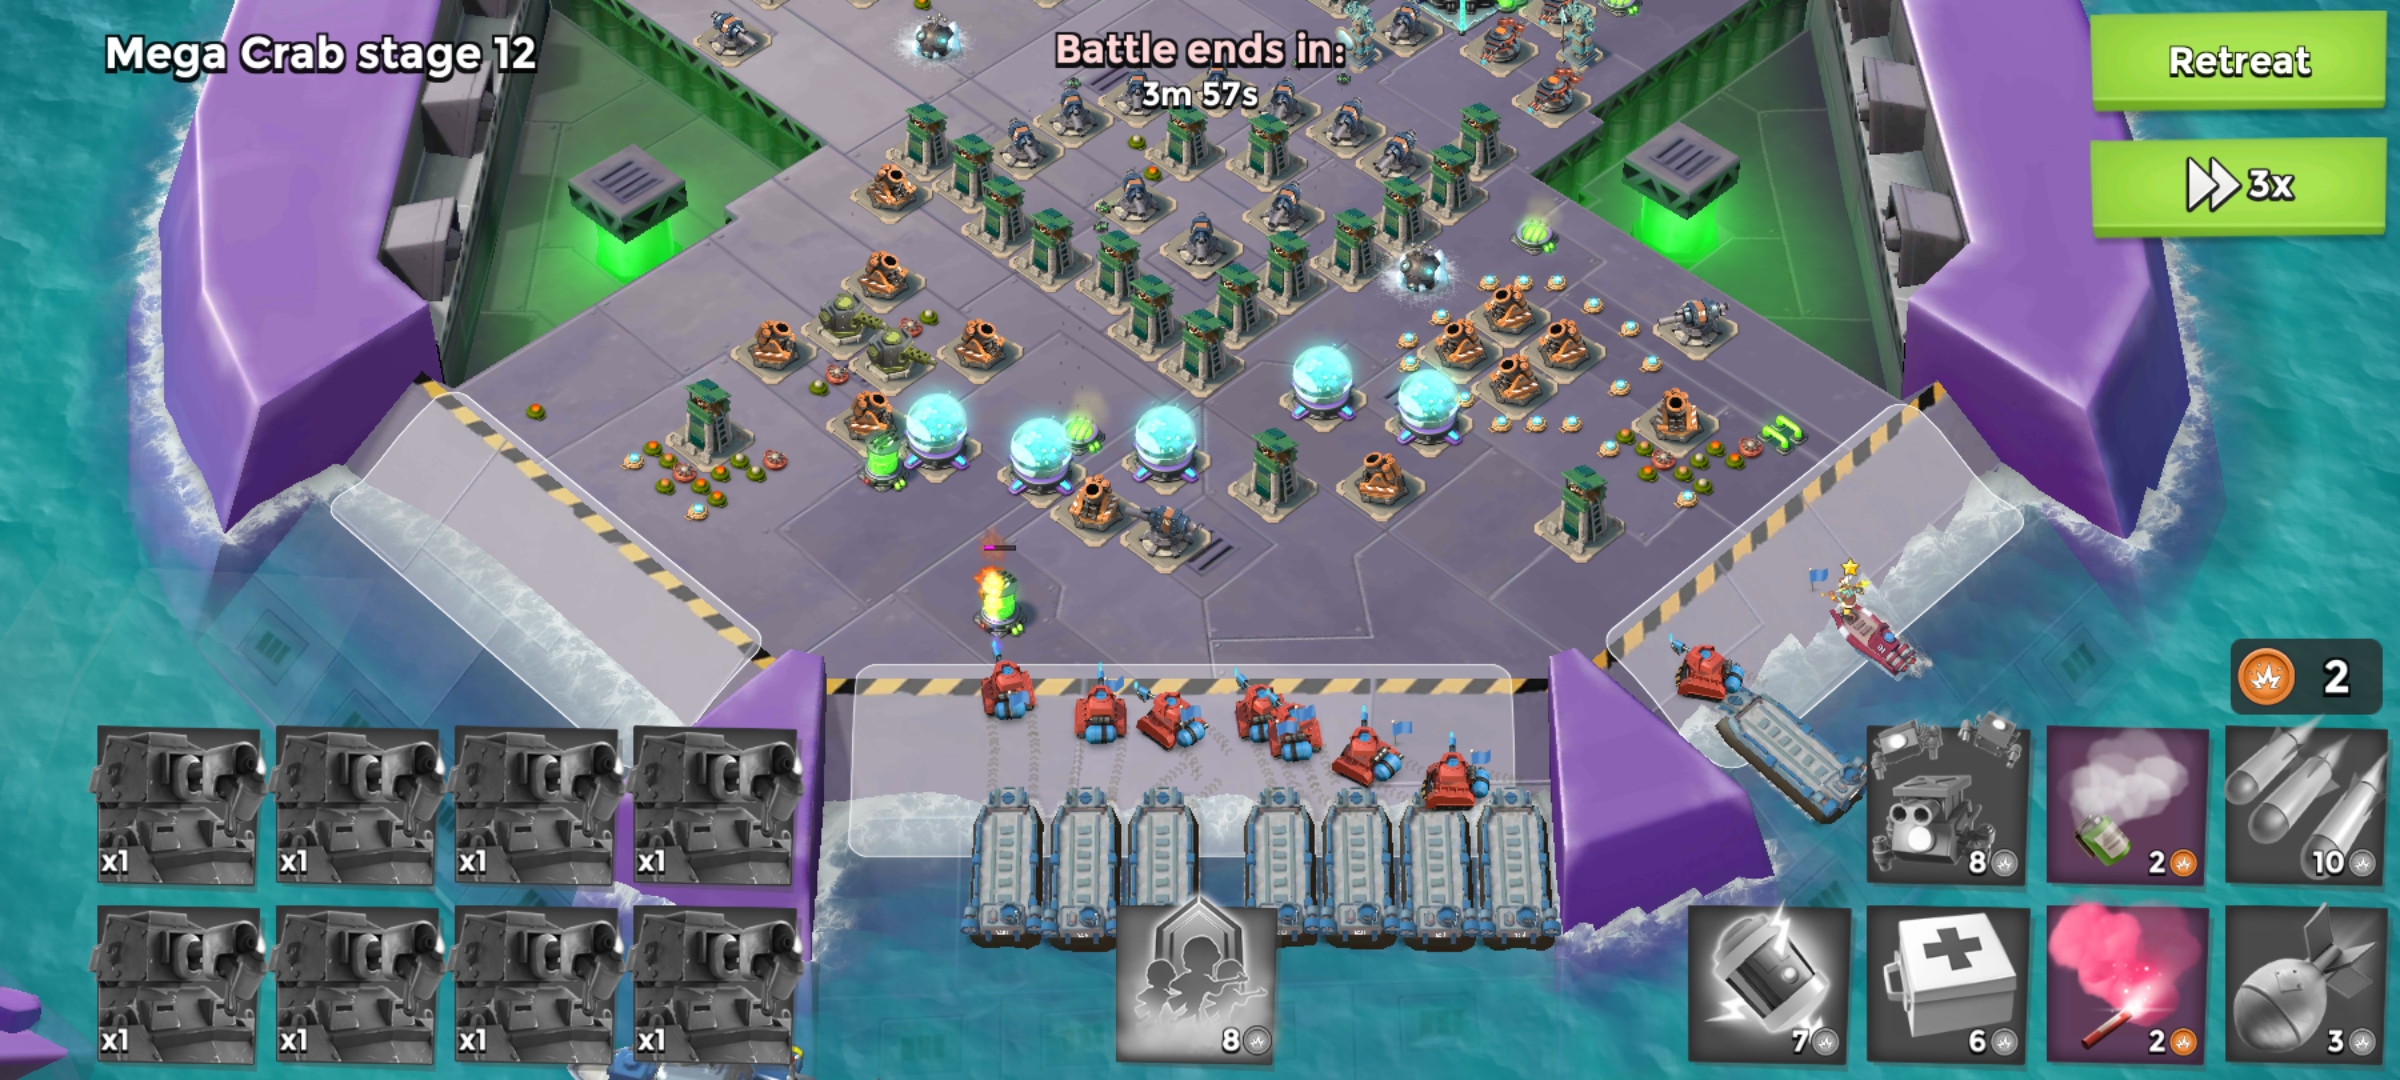 Mega Crab stage 12
Battle ends in:
3m 57s
Retreat
3x
2
x1
x1
x1
x1
8
2
10
x1
x1
x1
x1
8
7
6
2
3